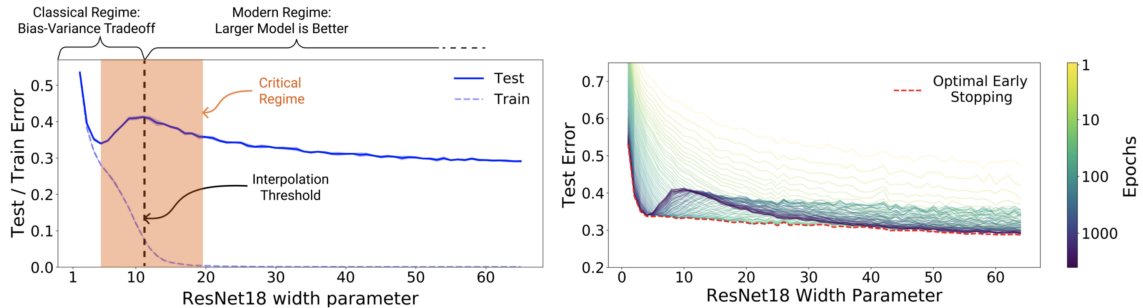 Classical Regime:
Bias-Variance Tradeoff
Modern Regime:
Larger Model is Better
Test / Train Error
0.5
0.4
0.3
0.2
0.1
0.0
Critical
Regime
Test
Train
Interpolation
Threshold
1 10 20 30 40 50 60
ResNet18 width parameter
Test Error
0.7
0.6
0.5
0.4
0.3
0.2
Optimal Early
Stopping
0 10 20 30 40 50 60
ResNet18 Width Parameter
1
10
100
1000
Epochs